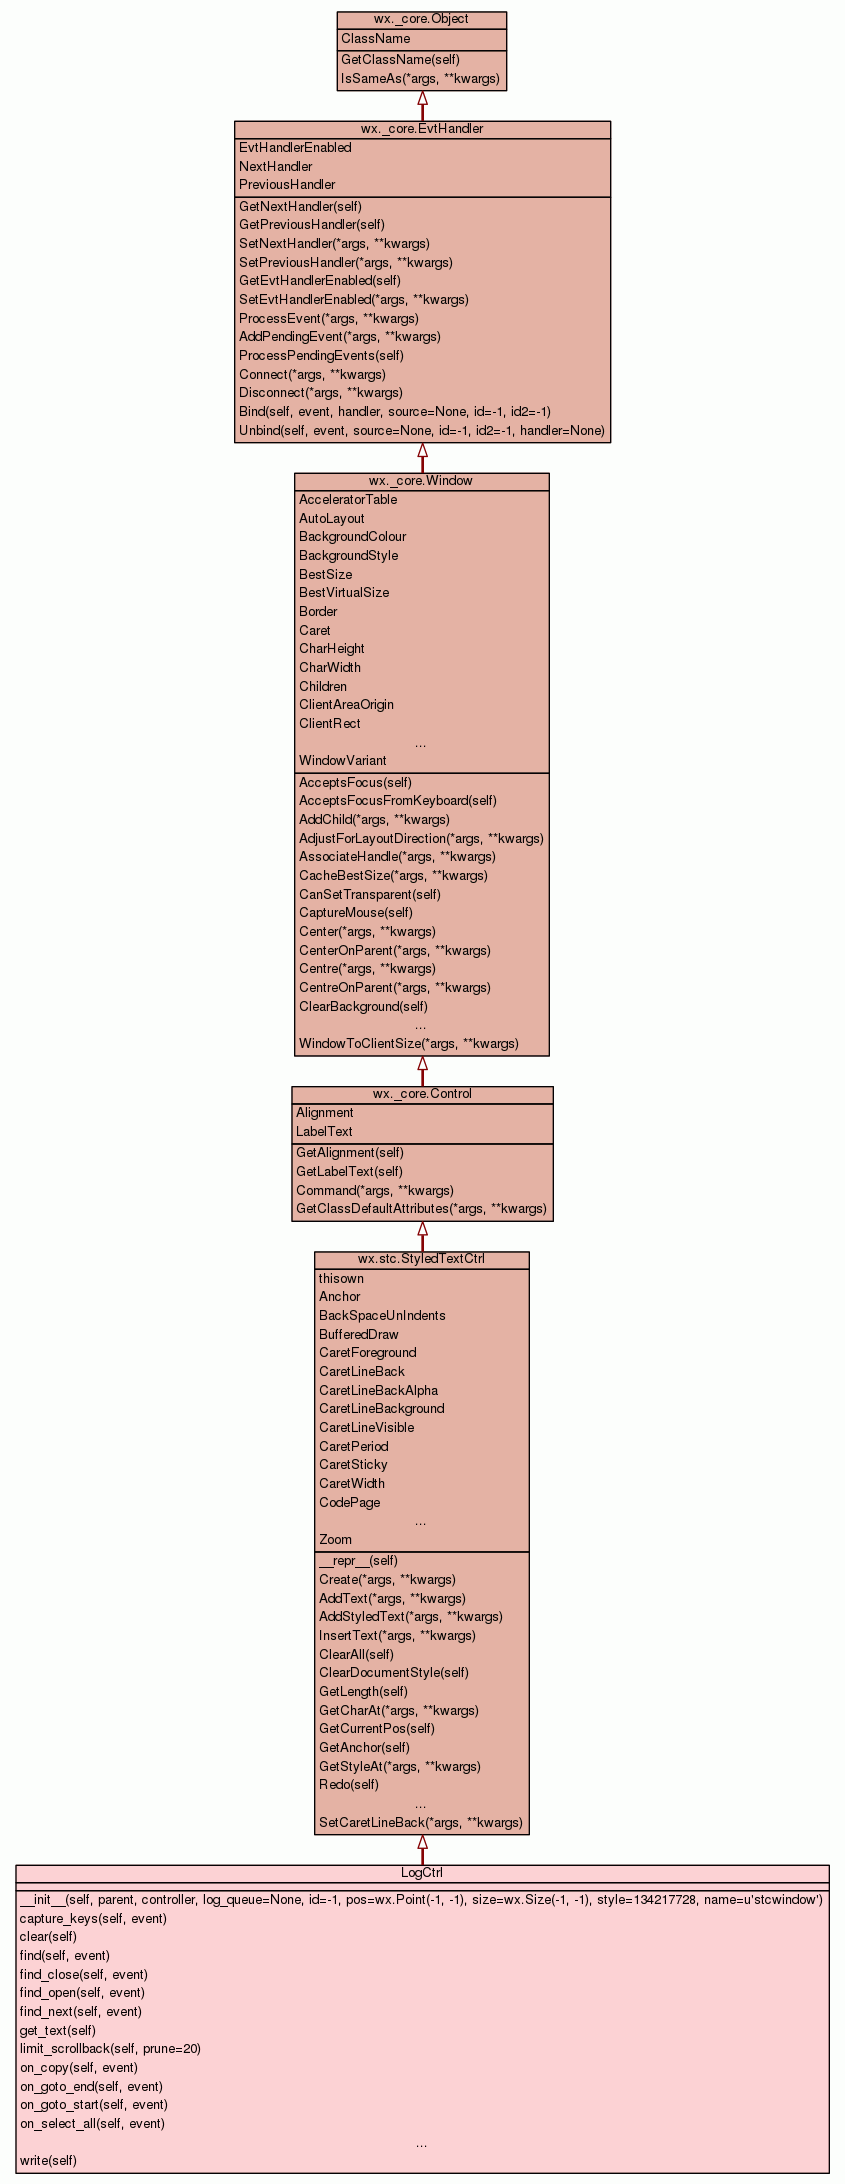 wx._core.Object
ClassName
GetClassName(self)
IsSameAs(*args, **kwargs)
wx._core.EvtHandler
EvtHandlerEnabled
NextHandler
PreviousHandler
GetNextHandler(self)
GetPreviousHandler(self)
SetNextHandler(*args, **kwargs)
SetPreviousHandler(*args, **kwargs)
GetEvtHandlerEnabled(self)
SetEvtHandlerEnabled(*args, **kwargs)
ProcessEvent(*args, **kwargs)
AddPendingEvent(*args, **kwargs)
ProcessPendingEvents(self)
Connect(*args, **kwargs)
Disconnect(*args, **kwargs)
Bind(self, event, handler, source=None, id=-1, id2=-1)
Unbind(self, event, source=None, id=-1, id2=-1, handler=None)
wx._core.Window
AcceleratorTable
AutoLayout
BackgroundColour
BackgroundStyle
BestSize
BestVirtualSize
Border
Caret
CharHeight
CharWidth
Children
ClientAreaOrigin
ClientRect
...
WindowVariant
AcceptsFocus(self)
AcceptsFocusFromKeyboard(self)
AddChild(*args, **kwargs)
AdjustForLayoutDirection(*args, **kwargs)
AssociateHandle(*args, **kwargs)
CacheBestSize(*args, **kwargs)
CanSetTransparent(self)
CaptureMouse(self)
Center(*args, **kwargs)
CenterOnParent(*args, **kwargs)
Centre(*args, **kwargs)
CentreOnParent(*args, **kwargs)
ClearBackground(self)
...
WindowToClientSize(*args, **kwargs)
wx._core.Control
Alignment
LabelText
GetAlignment(self)
GetLabelText(self)
Command(*args, **kwargs)
GetClassDefaultAttributes(*args, **kwargs)
wx.stc.StyledTextCtrl
thisown
Anchor
BackSpaceUnIndents
BufferedDraw
CaretForeground
CaretLineBack
CaretLineBackAlpha
CaretLineBackground
CaretLineVisible
CaretPeriod
CaretSticky
CaretWidth
CodePage
...
Zoom
__repr__(self)
Create(*args, **kwargs)
AddText(*args, **kwargs)
AddStyledText(*args, **kwargs)
InsertText(*args, **kwargs)
ClearAll(self)
ClearDocumentStyle(self)
GetLength(self)
GetCharAt(*args, **kwargs)
GetCurrentPos(self)
GetAnchor(self)
GetStyleAt(*args, **kwargs)
Redo(self)
...
SetCaretLineBack(*args, **kwargs)
LogCtrl
__init__(self, parent, controller, log_queue=None, id=-1, pos=wx.Point(-1, -1), size=wx.Size(-1, -1), style=134217728, name=u'stcwindow')
capture_keys(self, event)
clear(self)
find(self, event)
find_close(self, event)
find_open(self, event)
find_next(self, event)
get_text(self)
limit_scrollback(self, prune=20)
on_copy(self, event)
on_goto_end(self, event)
on_goto_start(self, event)
on_select_all(self, event)
...
write(self)